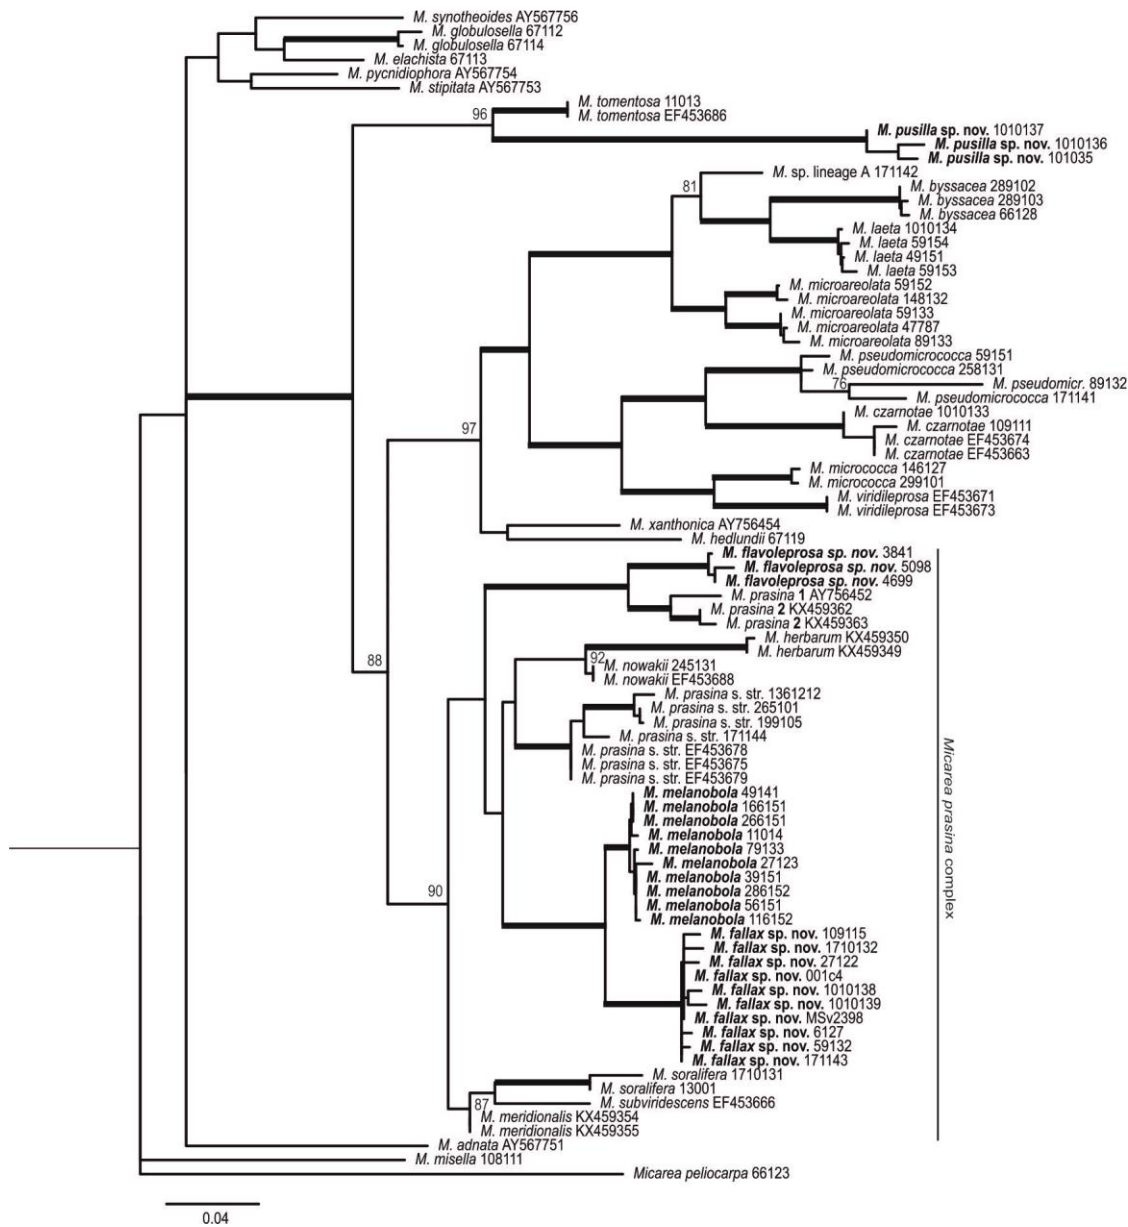 M. synotheoides AY567756
M. globulosella 67112
M. globulosella 67114
M. elachista 67113
M. pycnidiophora AY567754
M. stipitata AY567753
M. tomentosa 11013
96
M. tomentosa EF453686
M. pusilla sp. nov. 1010137
M. pusilla sp. nov. 1010136
M. pusilla sp. nov. 101035
M. sp. lineage A 171142
81
M. byssacea 289102
M. byssacea 289103
M. byssacea 66128
M. laeta 1010134
M. laeta 59154
M. laeta 49151
M. laeta 59153
M. microareolata 59152
M. microareolata 148132
M. microareolata 59133
M. microareolata 47787
M. microareolata 89133
M. pseudomicrococca 59151
M. pseudomicrococca 258131
76
M. pseudomicr. 89132
M. pseudomicrococca 171141
M. czarnotae 1010133
M. czarnotae 109111
97
M. czarnotae EF453674
M. czarnotae EF453663
M. micrococca 146127
M. micrococca 299101
M. viridileprosa EF453671
M. viridileprosa EF453673
M. xanthonica AY756454
M. hedlundii 67119
M. flavoleprosa sp. nov. 3841
M. flavoleprosa sp. nov. 5098
M. flavoleprosa sp. nov. 4699
M. prasina 1 AY756452
M. prasina 2 KX459362
M. prasina 2 KX459363
M. herbarum KX459350
M. herbarum KX459349
88
92
M. nowakii 245131
M. nowakii EF453688
M. prasina s. str. 1361212
M. prasina s. str. 265101
M. prasina s. str. 199105
M. prasina s. str. 171144
M. prasina s. str. EF453678
M. prasina s. str. EF453675
M. prasina s. str. EF453679
M. melanobola 49141
M. melanobola 166151
M. melanobola 266151
M. melanobola 11014
M. melanobola 79133
M. melanobola 27123
M. melanobola 39151
90
M. melanobola 286152
M. melanobola 56151
M. melanobola 116152
M. fallax sp. nov. 109115
M. fallax sp. nov. 1710132
M. fallax sp. nov. 27122
M. fallax sp. nov. 001c4
M. fallax sp. nov. 1010138
M. fallax sp. nov. 1010139
M. fallax sp. nov. MSv2398
M. fallax sp. nov. 6127
M. fallax sp. nov. 59132
M. fallax sp. nov. 171143
M. soralifera 1710131
M. soralifera 13001
87
M. subviridescens EF453666
M. meridionalis KX459354
M. meridionalis KX459355
Micarea prasina complex
M. adnata AY567751
M. misella 108111
Micarea peliocarpa 66123
0.04